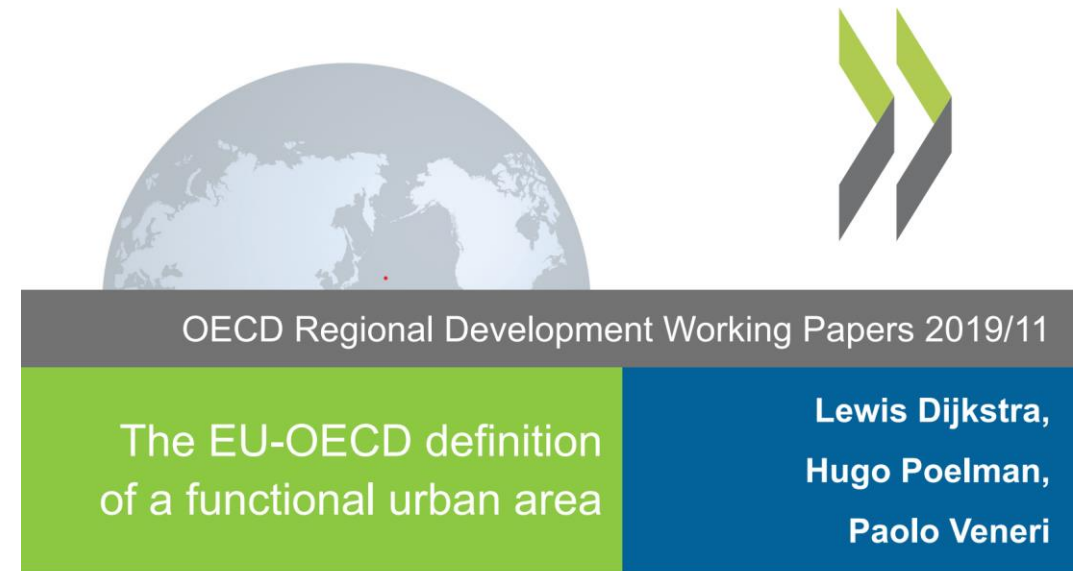 OECD Regional Development Working Papers 2019/11
The EU-OECD definition
of a functional urban area
Lewis Dijkstra,
Hugo Poelman,
Paolo Veneri